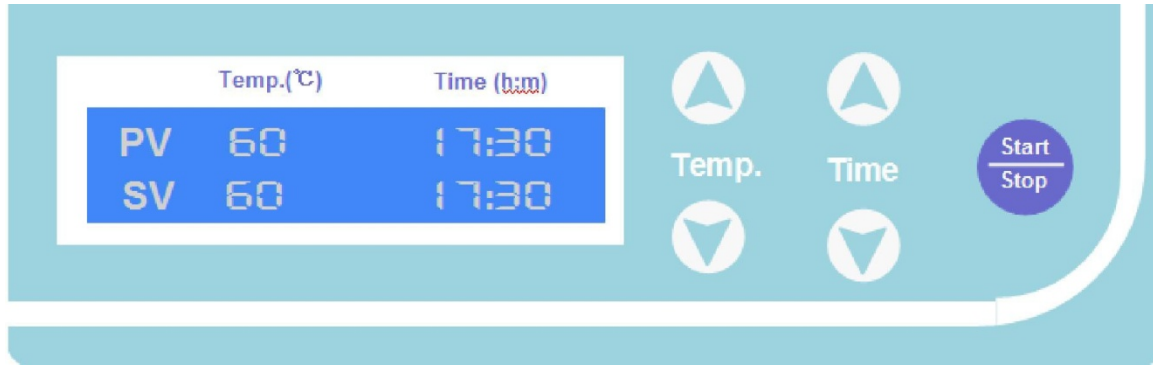 Temp.(℃) Time (h:m)
PV 60 17:30
SV 60 17:30
Temp.
Time
Start
Stop